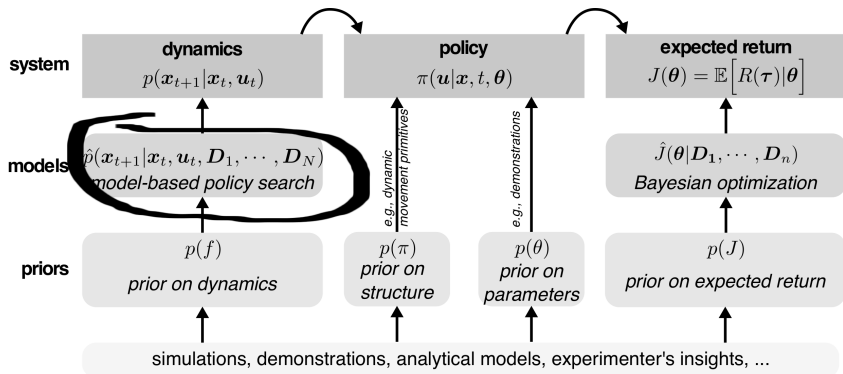 system
dynamics
p(x_{t+1}|x_t, u_t)
policy
π(u|x, t, θ)
expected return
J(θ) = 𝔼[R(τ)|θ]
models
p̂(x_{t+1}|x_t, u_t, D_1, ⋯ , D_N)
model-based policy search
e.g., dynamic
movement primitives
e.g., demonstrations
Ĵ(θ|D_1, ⋯ , D_n)
Bayesian optimization
priors
p(f)
prior on dynamics
p(π)
prior on
structure
p(θ)
prior on
parameters
p(J)
prior on expected return
simulations, demonstrations, analytical models, experimenter's insights, ...